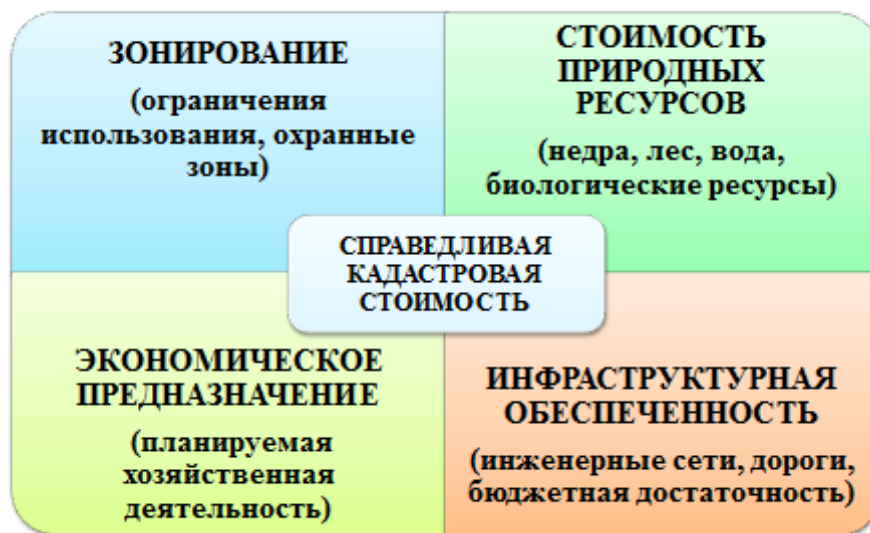 ЗОНИРОВАНИЕ
(ограничения
использования, охранные
зоны)
СТОИМОСТЬ
ПРИРОДНЫХ
РЕСУРСОВ
(недра, лес, вода,
биологические ресурсы)
СПРАВЕДЛИВАЯ
КАДАСТРОВАЯ
СТОИМОСТЬ
ЭКОНОМИЧЕСКОЕ
ПРЕДНАЗНАЧЕНИЕ
(планируемая
хозяйственная
деятельность)
ИНФРАСТРУКТУРНАЯ
ОБЕСПЕЧЕННОСТЬ
(инженерные сети, дороги,
бюджетная достаточность)